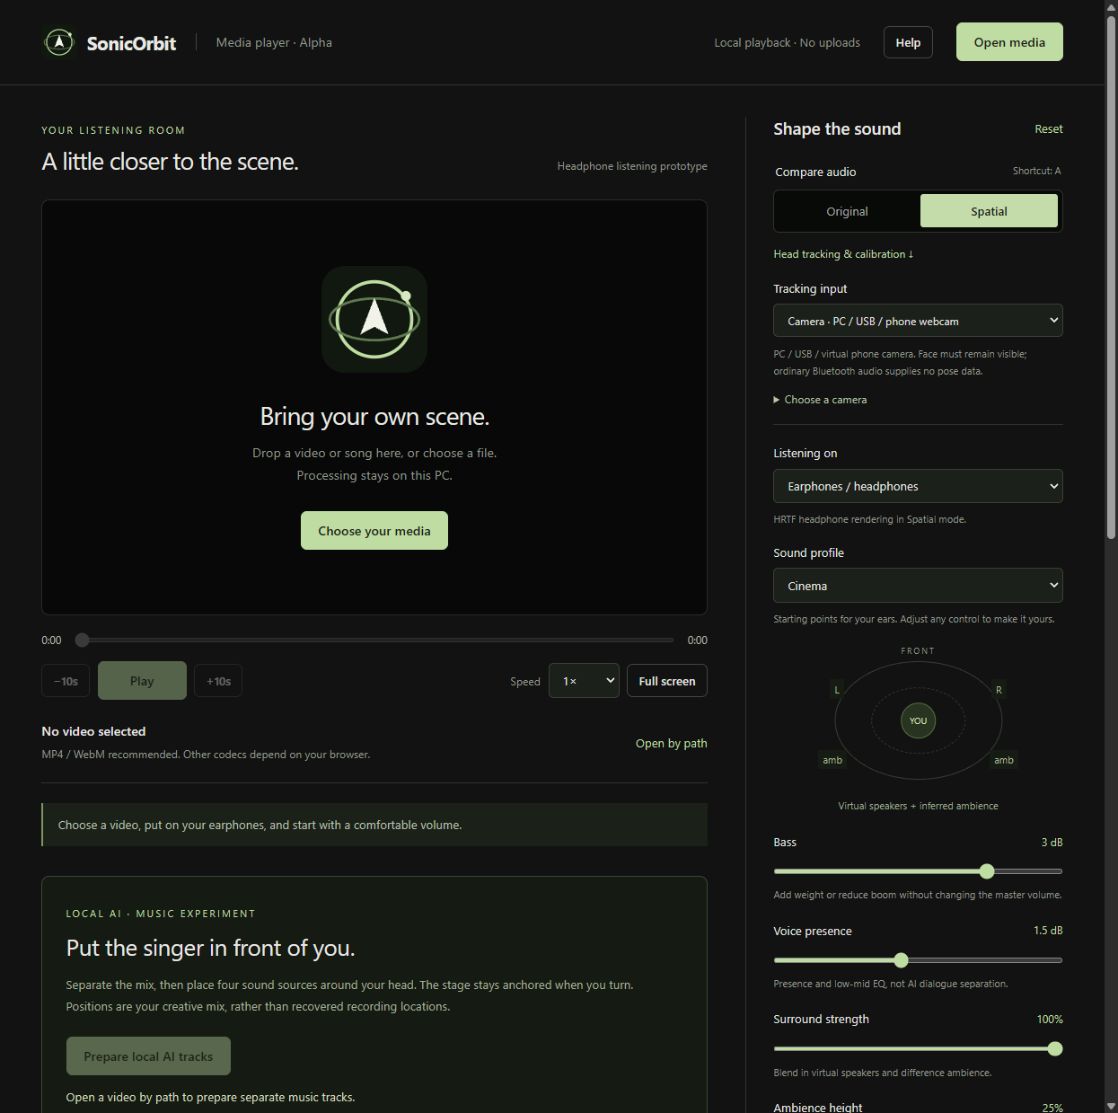 SonicOrbit
Media player · Alpha
Local playback · No uploads
Help
Open media
YOUR LISTENING ROOM
A little closer to the scene.
Headphone listening prototype
Bring your own scene.
Drop a video or song here, or choose a file.
Processing stays on this PC.
Choose your media
0:00
0:00
−10s
Play
+10s
Speed
1×
Full screen
No video selected
MP4 / WebM recommended. Other codecs depend on your browser.
Open by path
Choose a video, put on your earphones, and start with a comfortable volume.
LOCAL AI · MUSIC EXPERIMENT
Put the singer in front of you.
Separate the mix, then place four sound sources around your head. The stage stays anchored when you turn.
Positions are your creative mix, rather than recovered recording locations.
Prepare local AI tracks
Open a video by path to prepare separate music tracks.
Shape the sound
Reset
Compare audio
Shortcut: A
Original
Spatial
Head tracking & calibration ↓
Tracking input
Camera · PC / USB / phone webcam
PC / USB / virtual phone camera. Face must remain visible;
ordinary Bluetooth audio supplies no pose data.
Choose a camera
Listening on
Earphones / headphones
HRTF headphone rendering in Spatial mode.
Sound profile
Cinema
Starting points for your ears. Adjust any control to make it yours.
FRONT
L
R
YOU
amb
amb
Virtual speakers + inferred ambience
Bass
3 dB
Add weight or reduce boom without changing the master volume.
Voice presence
1.5 dB
Presence and low-mid EQ, not AI dialogue separation.
Surround strength
100%
Blend in virtual speakers and difference ambience.
Ambience height
25%